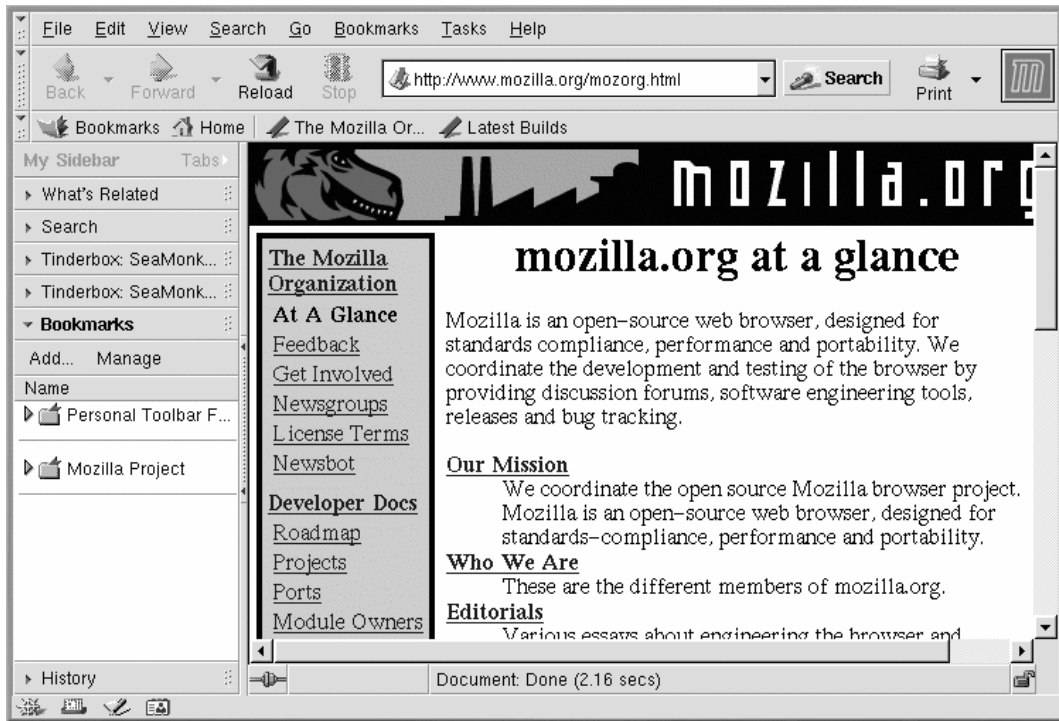 File Edit View Search Go Bookmarks Tasks Help
Back Forward Reload Stop http://www.mozilla.org/mozorg.html Search Print
Bookmarks Home The Mozilla Or... Latest Builds
My Sidebar Tabs
What's Related
Search
Tinderbox: SeaMonk...
Tinderbox: SeaMonk...
Bookmarks
Add... Manage
Name
Personal Toolbar F...
Mozilla Project
History
mozilla.org
The Mozilla
Organization
At A Glance
Feedback
Get Involved
Newsgroups
License Terms
Newsbot
Developer Docs
Roadmap
Projects
Ports
Module Owners
mozilla.org at a glance
Mozilla is an open-source web browser, designed for
standards compliance, performance and portability. We
coordinate the development and testing of the browser by
providing discussion forums, software engineering tools,
releases and bug tracking.
Our Mission
We coordinate the open source Mozilla browser project.
Mozilla is an open-source web browser, designed for
standards-compliance, performance and portability.
Who We Are
These are the different members of mozilla.org.
Editorials
Various essays about engineering the browser and
Document: Done (2.16 secs)